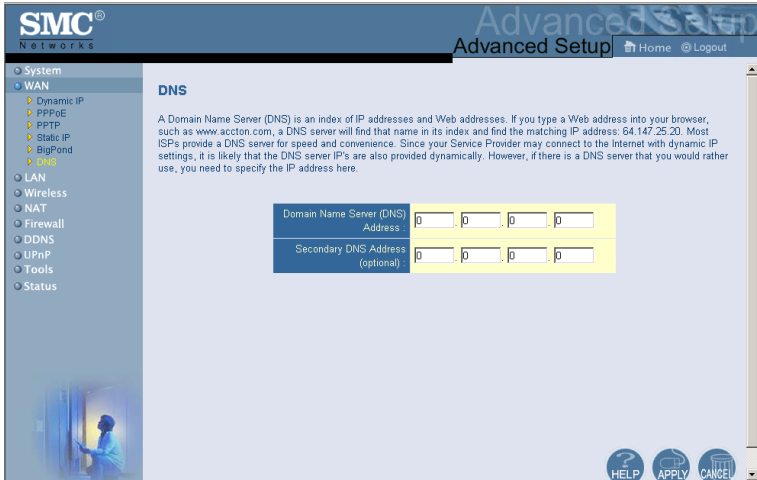 SMC®
Networks
Advanced Setup
Advanced Setup
Home
Logout
System
WAN
Dynamic IP
PPPoE
PPTP
Static IP
BigPond
DNS
LAN
Wireless
NAT
Firewall
DDNS
UPnP
Tools
Status
DNS
A Domain Name Server (DNS) is an index of IP addresses and Web addresses. If you type a Web address into your browser,
such as www.accton.com, a DNS server will find that name in its index and find the matching IP address: 64.147.25.20. Most
ISPs provide a DNS server for speed and convenience. Since your Service Provider may connect to the Internet with dynamic IP
settings, it is likely that the DNS server IP's are also provided dynamically. However, if there is a DNS server that you would rather
use, you need to specify the IP address here.
Domain Name Server (DNS)
Address :
0 . 0 . 0 . 0
Secondary DNS Address
(optional) :
0 . 0 . 0 . 0
HELP
APPLY
CANCEL